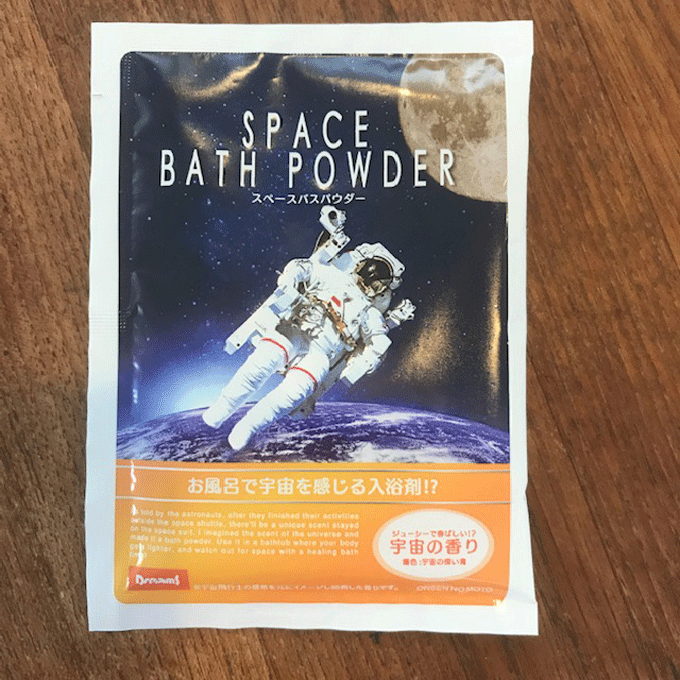 SPACE
BATH POWDER
スペースバスパウダー
お風呂で宇宙を感じる入浴剤!?
told by the astronauts, after they finished their activities
outside the space shuttle, there'll be a unique scent stayed
on the space suit. I imagined the scent of the universe and
made it a bath powder. Use it in a bathtub where your body
gets lighter, and watch out for space with a healing bath
time!
ジューシーで香ばしい!?
宇宙の香り
湯色:宇宙の深い青
Dreams